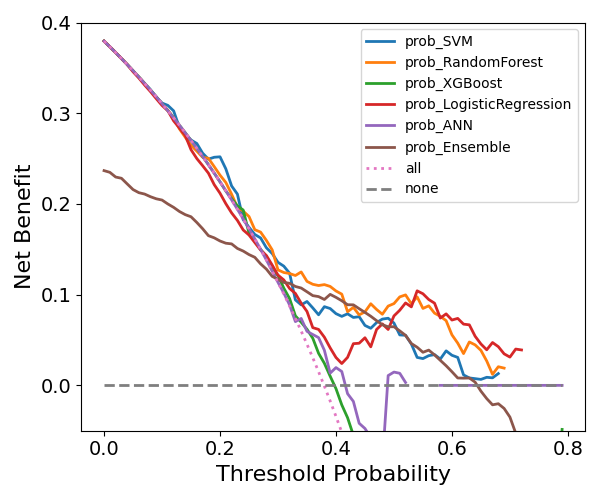 0.4
0.3
0.2
0.1
0.0
Net Benefit
prob_SVM
prob_RandomForest
prob_XGBoost
prob_LogisticRegression
prob_ANN
prob_Ensemble
all
none
0.0 0.2 0.4 0.6 0.8
Threshold Probability